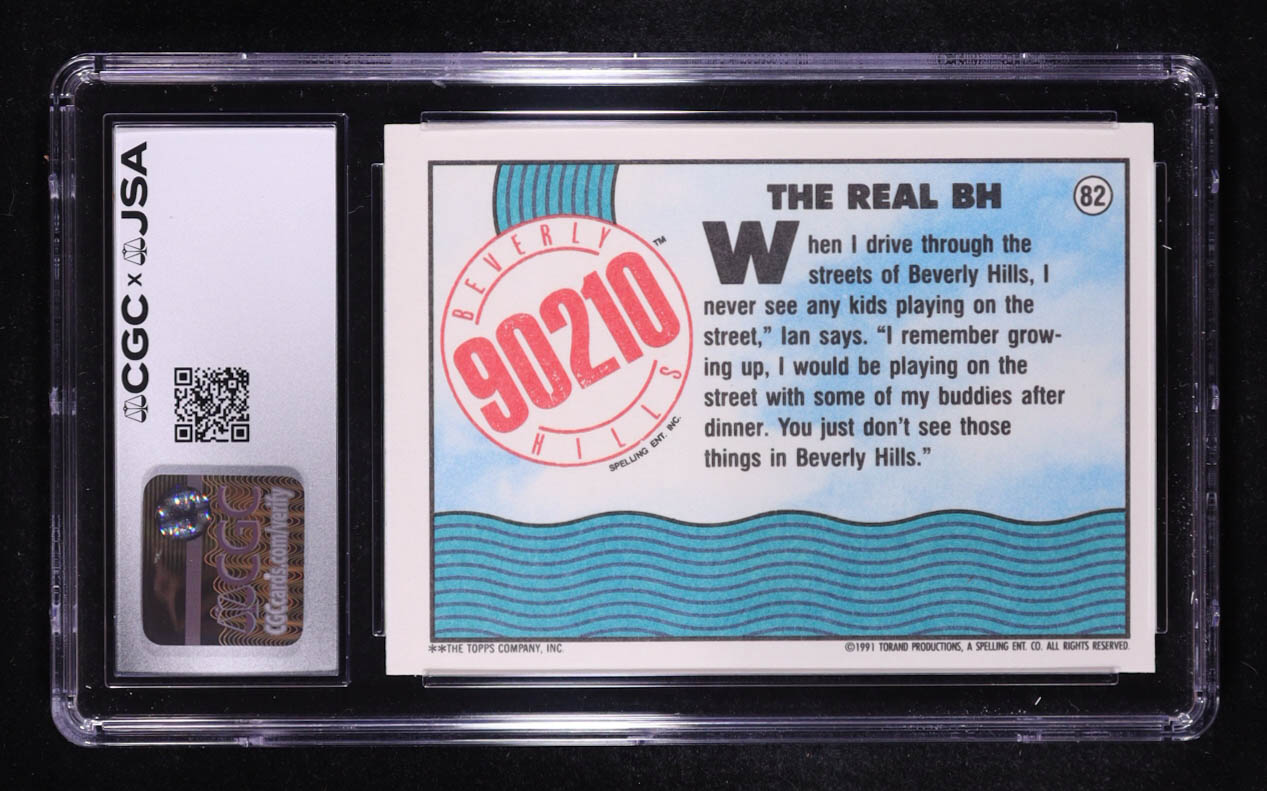 CGC x JSA
CGC
CGCcards.com/verify
BEVERLY
90210
HILLS
™
SPELLING ENT. INC.
THE REAL BH
82
When I drive through the
streets of Beverly Hills, I
never see any kids playing on the
street,” Ian says. “I remember grow-
ing up, I would be playing on the
street with some of my buddies after
dinner. You just don’t see those
things in Beverly Hills.”
**THE TOPPS COMPANY, INC.
©1991 TORAND PRODUCTIONS, A SPELLING ENT. CO. ALL RIGHTS RESERVED.